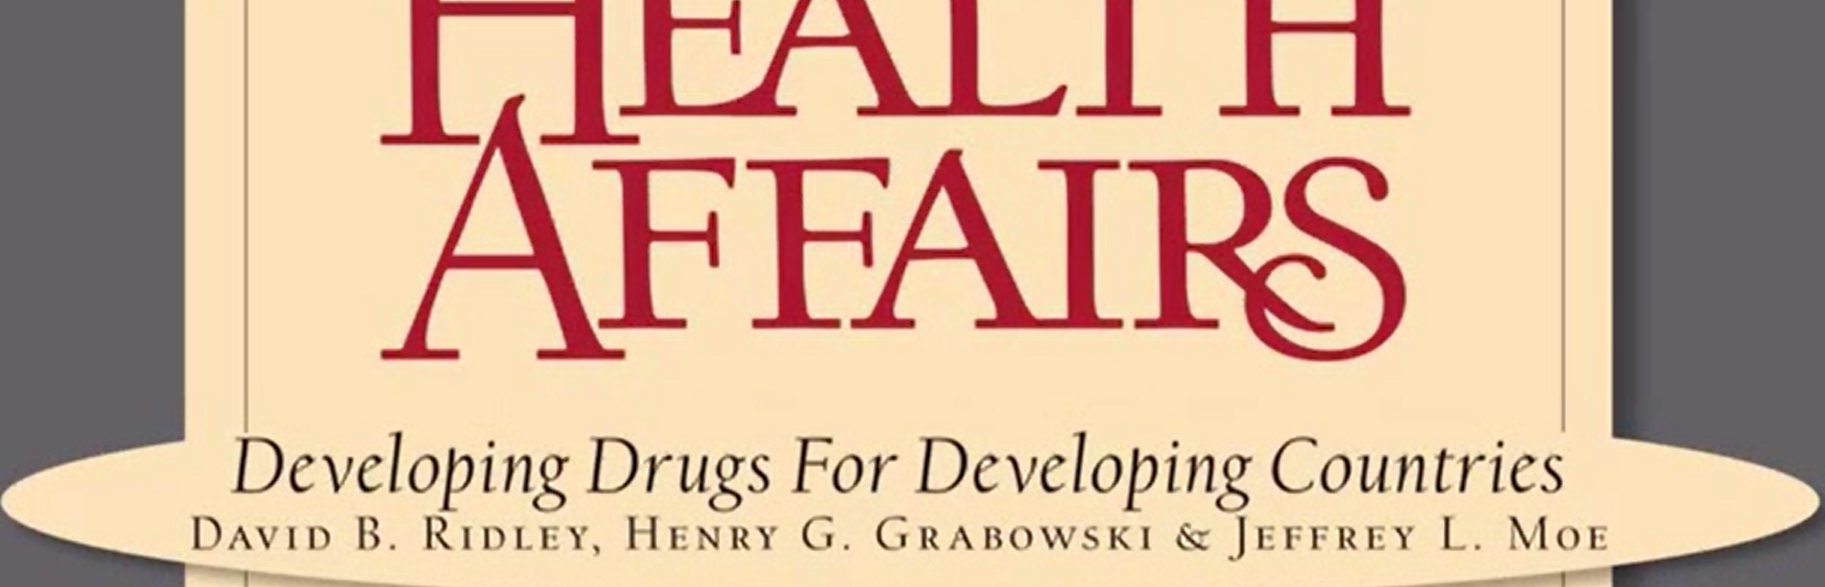 HEALTH
AFFAIRS
Developing Drugs For Developing Countries
DAVID B. RIDLEY, HENRY G. GRABOWSKI & JEFFREY L. MOE